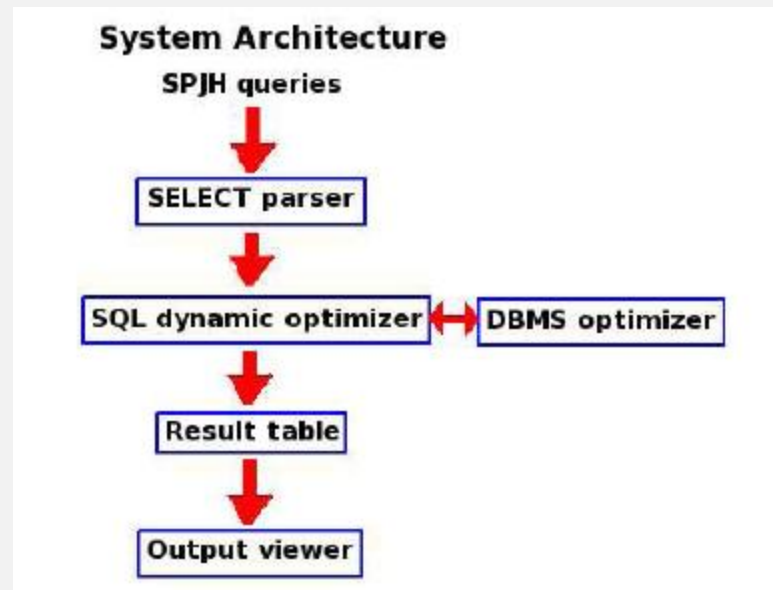 System Architecture
SPJH queries
SELECT parser
SQL dynamic optimizer
DBMS optimizer
Result table
Output viewer